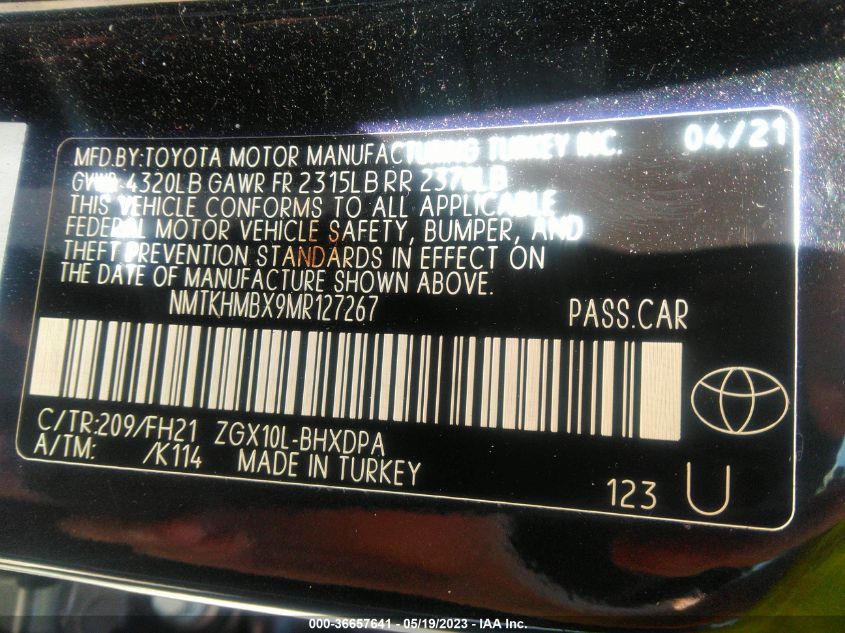 MFD.BY:TOYOTA MOTOR MANUFACTURING TURKEY INC. 04/21
GVWR 4320LB GAWR FR 2315LB RR 2370LB
THIS VEHICLE CONFORMS TO ALL APPLICABLE
FEDERAL MOTOR VEHICLE SAFETY, BUMPER, AND
THEFT PREVENTION STANDARDS IN EFFECT ON
THE DATE OF MANUFACTURE SHOWN ABOVE.
NMTKHMBX9MR127267 PASS.CAR
C/TR:209/FH21 ZGX10L-BHXDPA
A/TM: /K114 MADE IN TURKEY
123 U
000-36657641 - 05/19/2023 - IAA Inc.